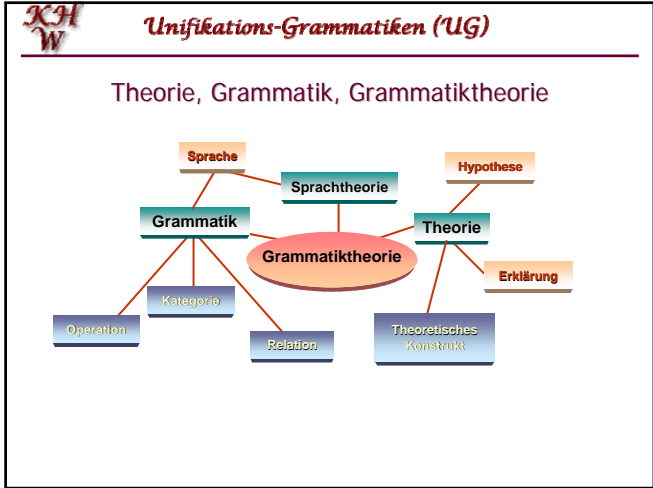 KH
W
Unifikations-Grammatiken (UG)
Theorie, Grammatik, Grammatiktheorie
Sprache
Hypothese
Sprachtheorie
Grammatik
Theorie
Grammatiktheorie
Erklärung
Kategorie
Operation
Relation
Theoretisches
Konstrukt